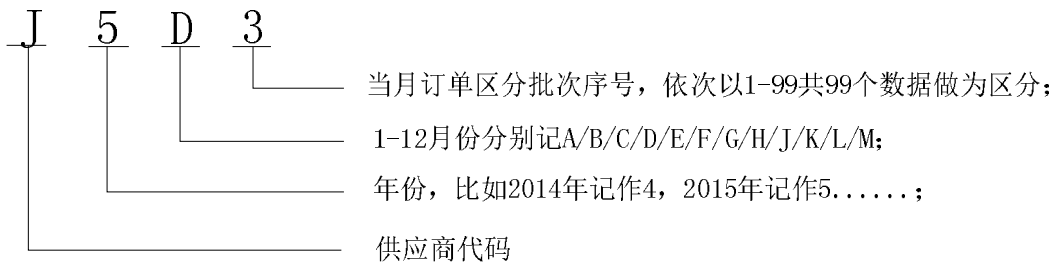 J 5 D 3
当月订单区分批次序号，依次以1-99共99个数据做为区分；
1-12月份分别记A/B/C/D/E/F/G/H/J/K/L/M；
年份，比如2014年记作4，2015年记作5......；
供应商代码